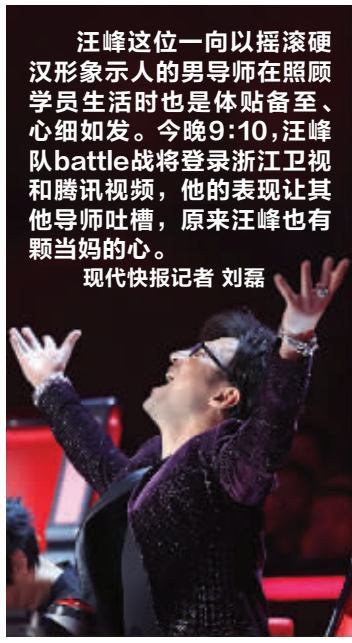 汪峰这位一向以摇滚硬
汉形象示人的男导师在照顾
学员生活时也是体贴备至、
心细如发。今晚9:10,汪峰
队battle战将登录浙江卫视
和腾讯视频，他的表现让其
他导师吐槽，原来汪峰也有
颗当妈的心。
现代快报记者 刘磊